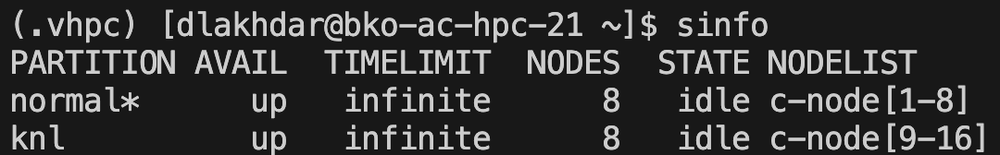 (.vhpc) [dlakhdar@bko-ac-hpc-21 ~]$ sinfo
PARTITION AVAIL  TIMELIMIT  NODES  STATE NODELIST
normal*      up   infinite      8   idle c-node[1-8]
knl          up   infinite      8   idle c-node[9-16]